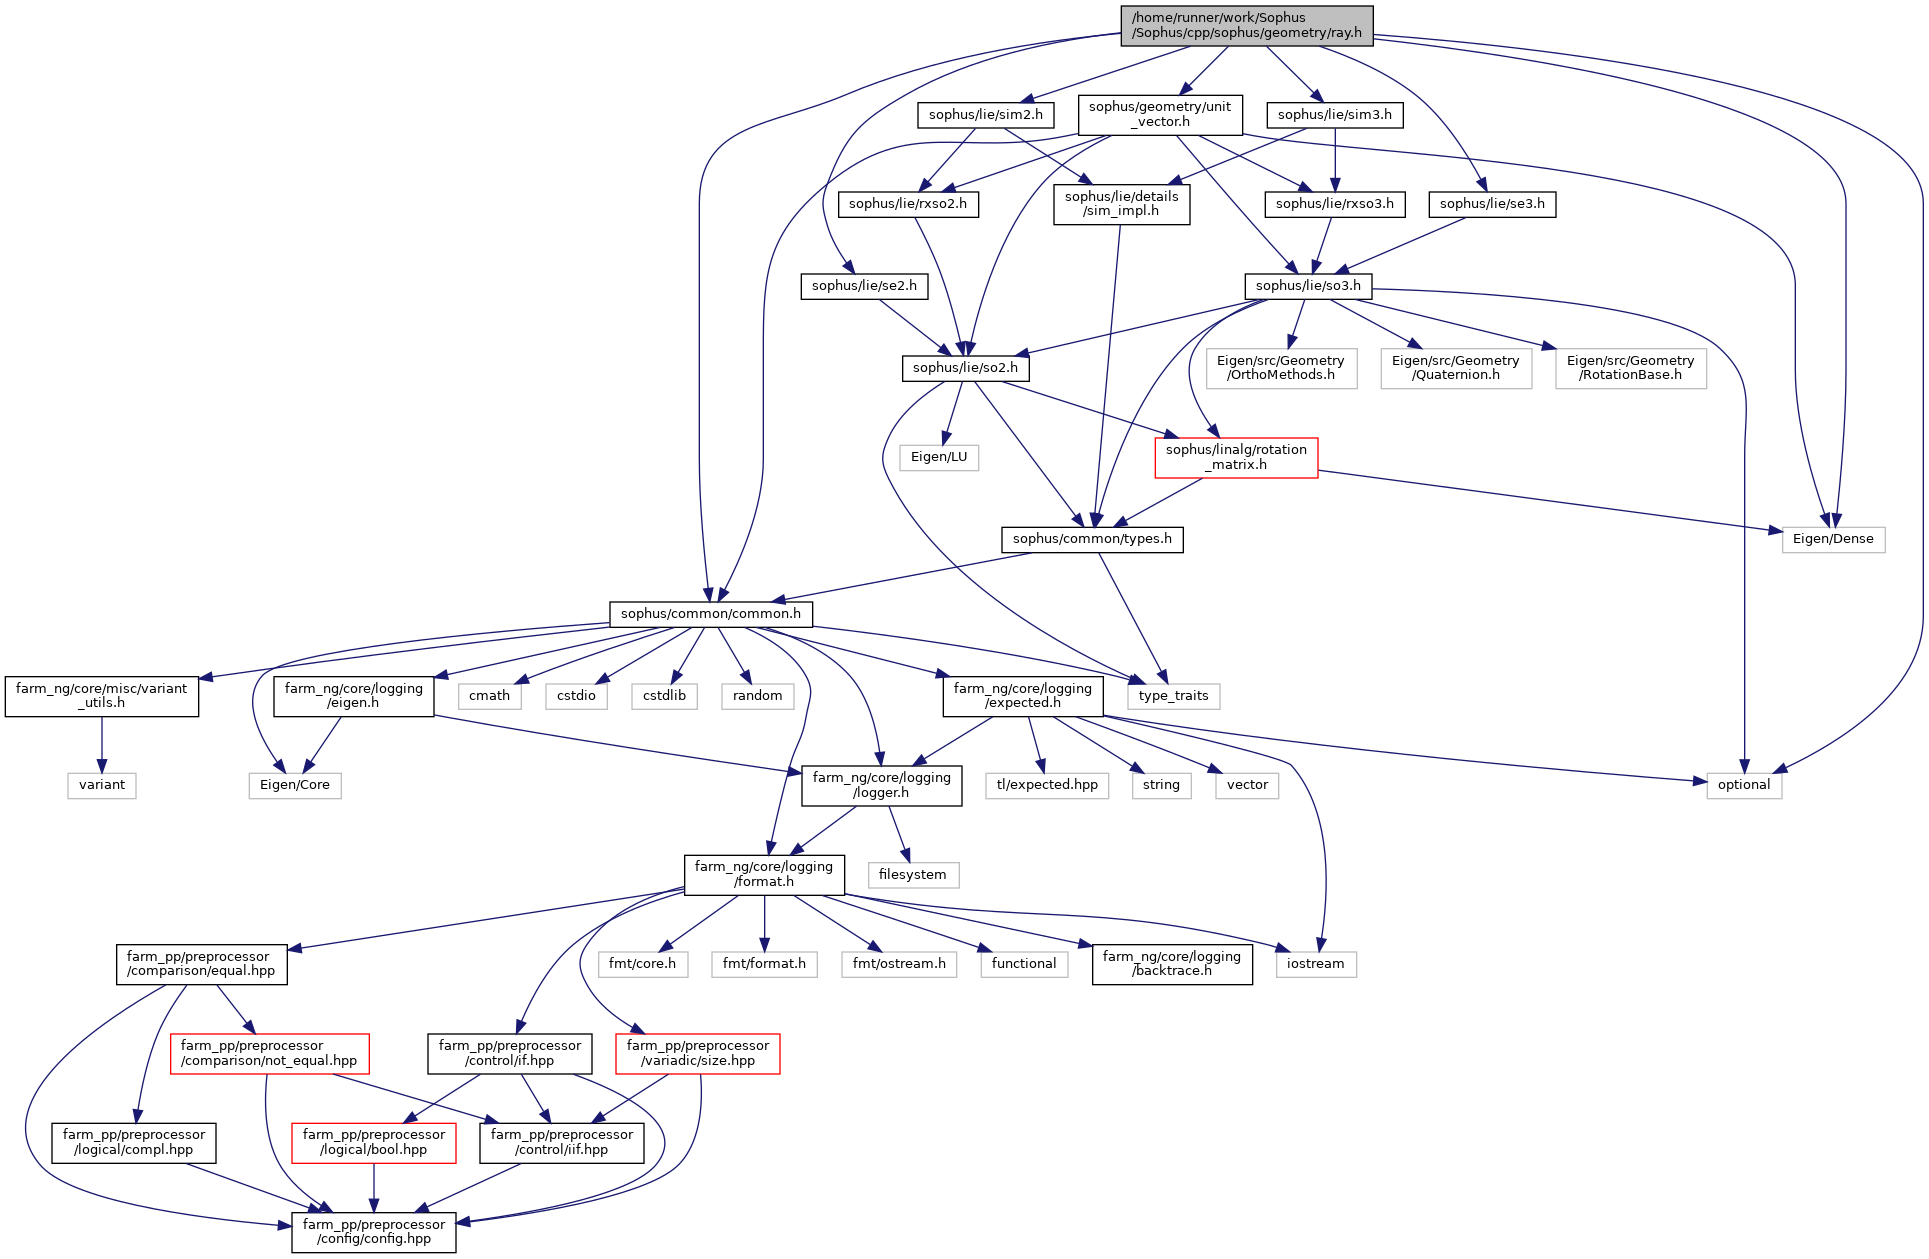 /home/runner/work/Sophus
/Sophus/cpp/sophus/geometry/ray.h
sophus/lie/sim2.h
sophus/geometry/unit
_vector.h
sophus/lie/sim3.h
sophus/lie/rxso2.h
sophus/lie/details
/sim_impl.h
sophus/lie/rxso3.h
sophus/lie/se3.h
sophus/lie/se2.h
sophus/lie/so3.h
sophus/lie/so2.h
Eigen/src/Geometry
/OrthoMethods.h
Eigen/src/Geometry
/Quaternion.h
Eigen/src/Geometry
/RotationBase.h
Eigen/LU
sophus/linalg/rotation
_matrix.h
sophus/common/types.h
Eigen/Dense
sophus/common/common.h
farm_ng/core/misc/variant
_utils.h
farm_ng/core/logging
/eigen.h
cmath
cstdio
cstdlib
random
farm_ng/core/logging
/expected.h
type_traits
variant
Eigen/Core
farm_ng/core/logging
/logger.h
tl/expected.hpp
string
vector
optional
farm_ng/core/logging
/format.h
filesystem
farm_pp/preprocessor
/comparison/equal.hpp
fmt/core.h
fmt/format.h
fmt/ostream.h
functional
farm_ng/core/logging
/backtrace.h
iostream
farm_pp/preprocessor
/comparison/not_equal.hpp
farm_pp/preprocessor
/control/if.hpp
farm_pp/preprocessor
/variadic/size.hpp
farm_pp/preprocessor
/logical/compl.hpp
farm_pp/preprocessor
/logical/bool.hpp
farm_pp/preprocessor
/control/iif.hpp
farm_pp/preprocessor
/config/config.hpp